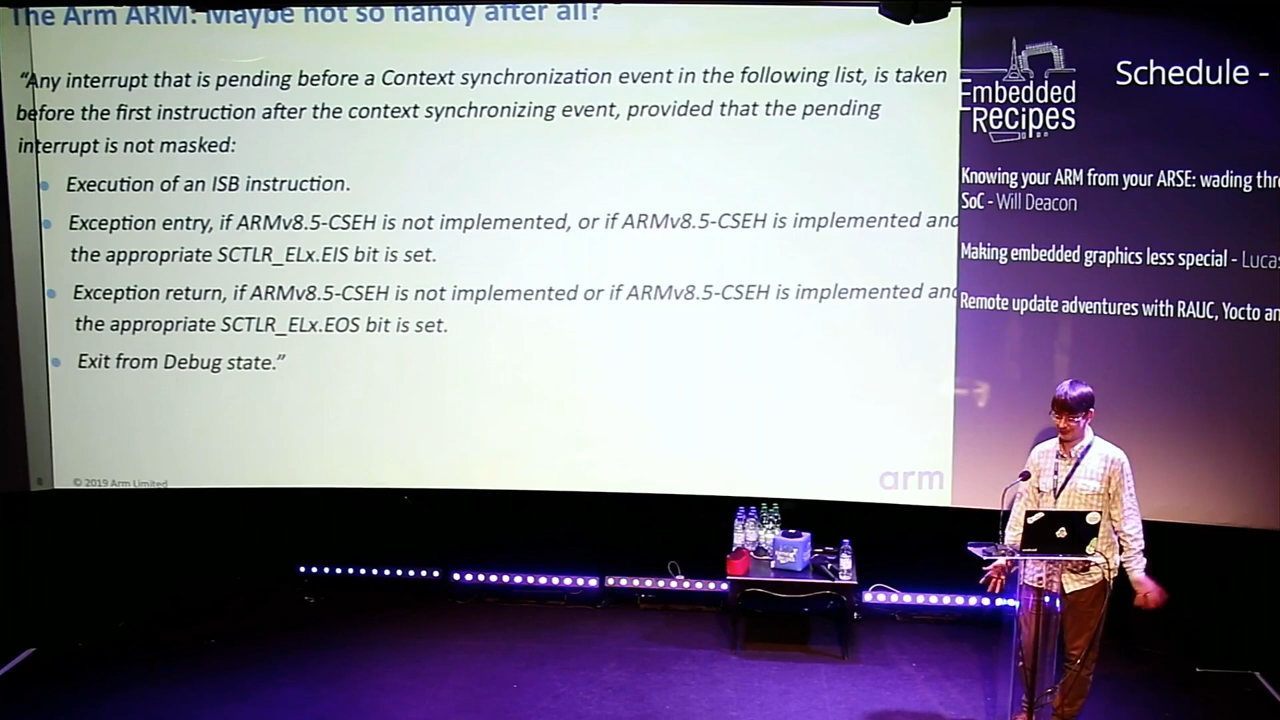 The Arm ARM: Maybe not so handy after all?
“Any interrupt that is pending before a Context synchronization event in the following list, is taken
before the first instruction after the context synchronizing event, provided that the pending
interrupt is not masked:
Execution of an ISB instruction.
Exception entry, if ARMv8.5-CSEH is not implemented, or if ARMv8.5-CSEH is implemented and
the appropriate SCTLR_ELx.EIS bit is set.
Exception return, if ARMv8.5-CSEH is not implemented or if ARMv8.5-CSEH is implemented and
the appropriate SCTLR_ELx.EOS bit is set.
Exit from Debug state.”
8 © 2019 Arm Limited
arm
Embedded
Recipes
Schedule -
Knowing your ARM from your ARSE: wading thr
SoC - Will Deacon
Making embedded graphics less special - Lucas
Remote update adventures with RAUC, Yocto an